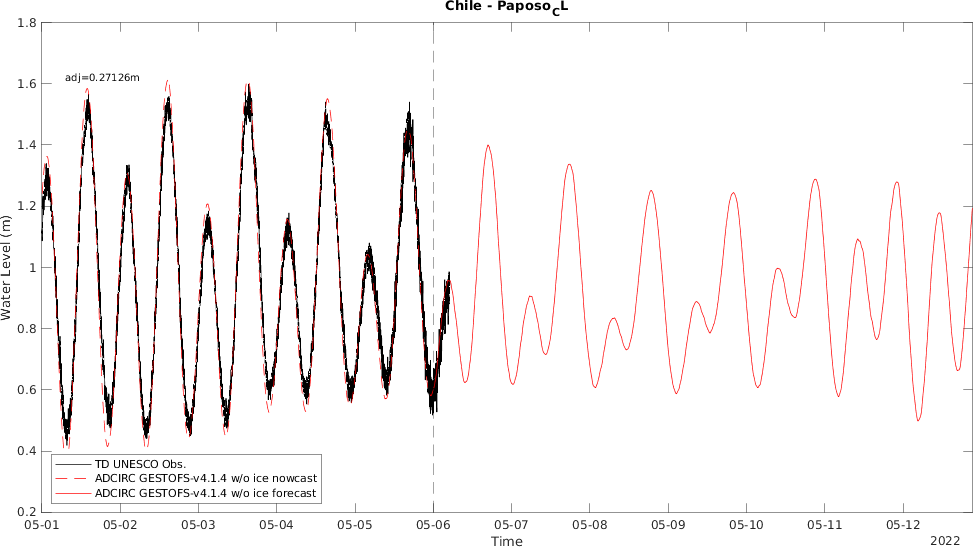 Chile - PaposoCL
adj=0.27126m
1.8
1.6
1.4
1.2
1
0.8
0.6
0.4
0.2
Water Level (m)
TD UNESCO Obs.
ADCIRC GESTOFS-v4.1.4 w/o ice nowcast
ADCIRC GESTOFS-v4.1.4 w/o ice forecast
05-01 05-02 05-03 05-04 05-05 05-06 05-07 05-08 05-09 05-10 05-11 05-12
Time
2022